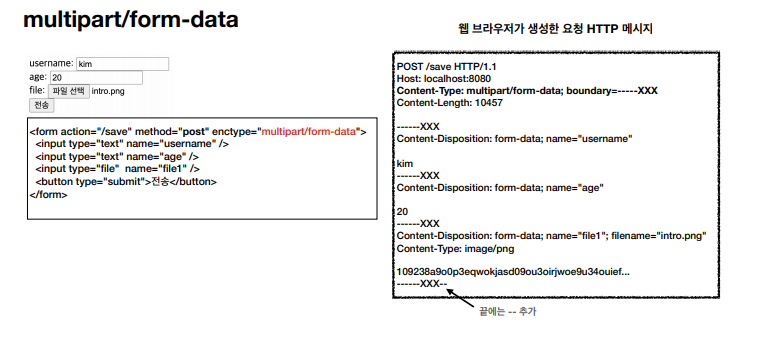 multipart/form-data
username: kim
age: 20
file: 파일 선택 intro.png
전송
<form action="/save" method="post" enctype="multipart/form-data">
<input type="text" name="username" />
<input type="text" name="age" />
<input type="file" name="file1" />
<button type="submit">전송</button>
</form>
웹 브라우저가 생성한 요청 HTTP 메시지
POST /save HTTP/1.1
Host: localhost:8080
Content-Type: multipart/form-data; boundary=-----XXX
Content-Length: 10457
------XXX
Content-Disposition: form-data; name="username"
kim
------XXX
Content-Disposition: form-data; name="age"
20
------XXX
Content-Disposition: form-data; name="file1"; filename="intro.png"
Content-Type: image/png
109238a9o0p3eqwokjasd09ou3oirjwoe9u34ouief...
------XXX--
끝에는 -- 추가